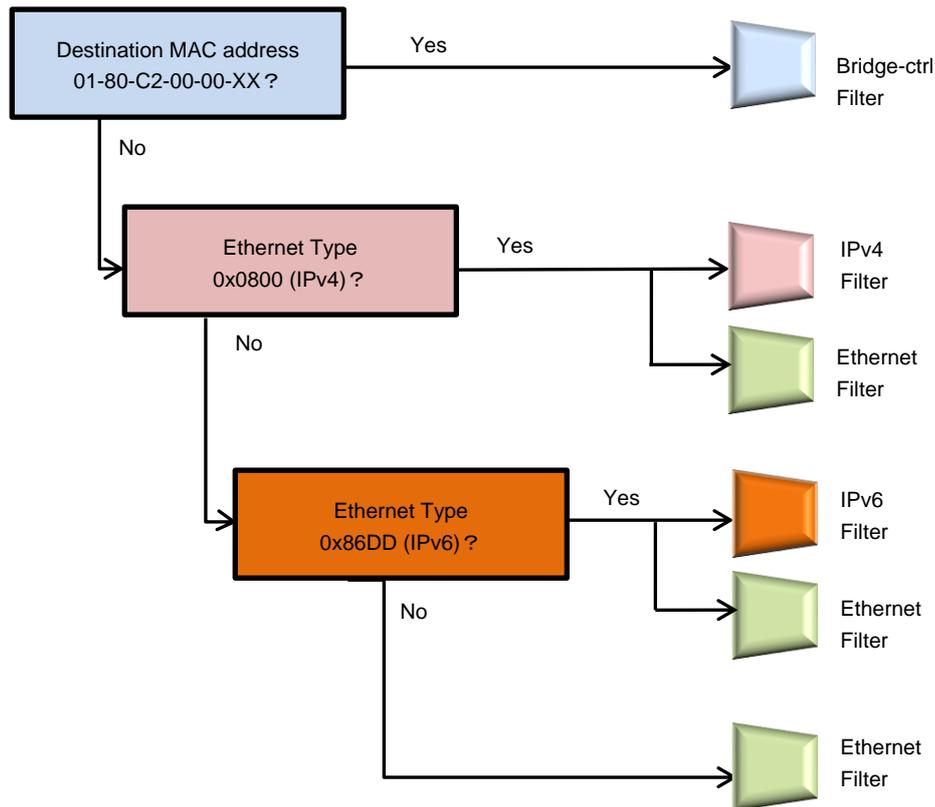 Destination MAC address
01-80-C2-00-00-XX？
Yes
Bridge-ctrl
Filter
No
Ethernet Type
0x0800 (IPv4)？
Yes
IPv4
Filter
Ethernet
Filter
No
Ethernet Type
0x86DD (IPv6)？
Yes
IPv6
Filter
Ethernet
Filter
No
Ethernet
Filter